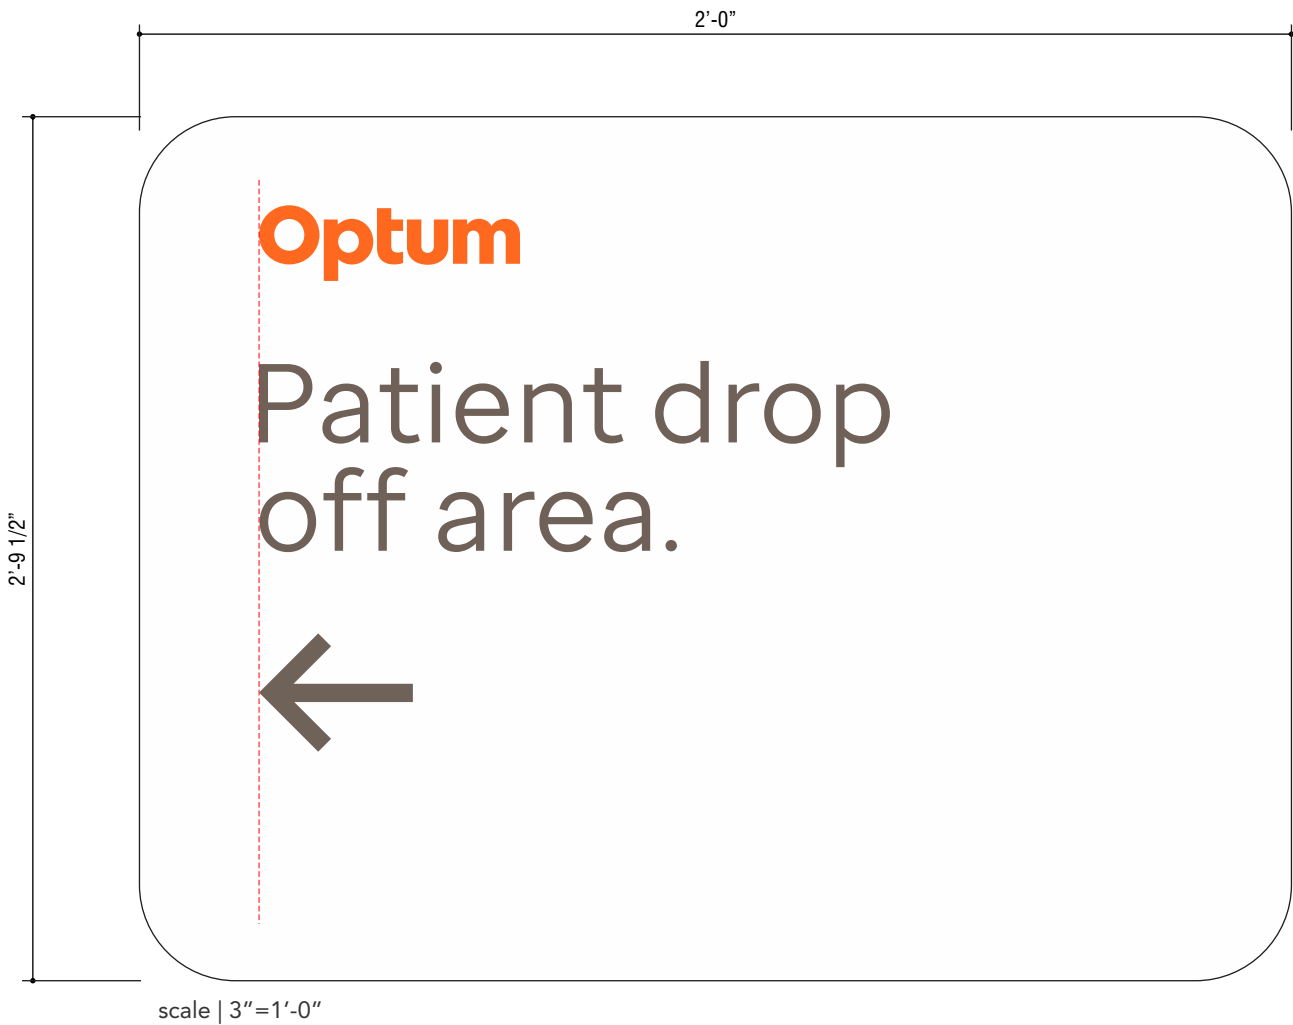 2’-0”
Optum
Patient drop
off area.
2’-9 1/2”
scale | 3”=1’-0”